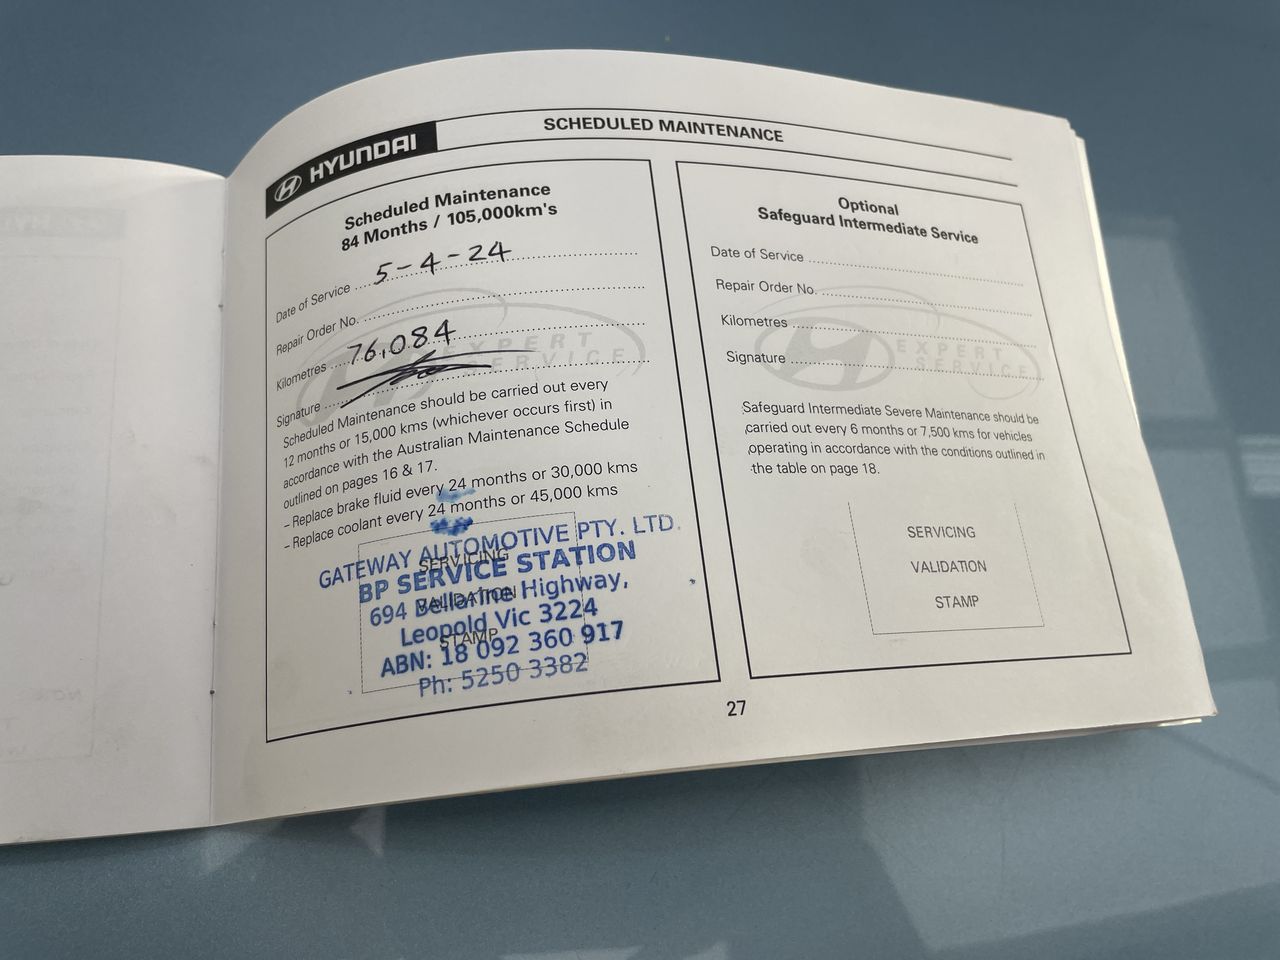 HYUNDAI
SCHEDULED MAINTENANCE
Scheduled Maintenance
84 Months / 105,000km's
Date of Service 5-4-24
Repair Order No.
Kilometres 76,084
Signature
EXPERT
SERVICE
Scheduled Maintenance should be carried out every
12 months or 15,000 kms (whichever occurs first) in
accordance with the Australian Maintenance Schedule
outlined on pages 16 & 17.
- Replace brake fluid every 24 months or 30,000 kms
- Replace coolant every 24 months or 45,000 kms
SERVICING
VALIDATION
STAMP
GATEWAY AUTOMOTIVE PTY. LTD.
BP SERVICE STATION
694 Bellarine Highway,
Leopold Vic 3224
ABN: 18 092 360 917
Ph: 5250 3382
Optional
Safeguard Intermediate Service
Date of Service
Repair Order No.
Kilometres
Signature
EXPERT
SERVICE
Safeguard Intermediate Severe Maintenance should be
carried out every 6 months or 7,500 kms for vehicles
operating in accordance with the conditions outlined in
the table on page 18.
SERVICING
VALIDATION
STAMP
27